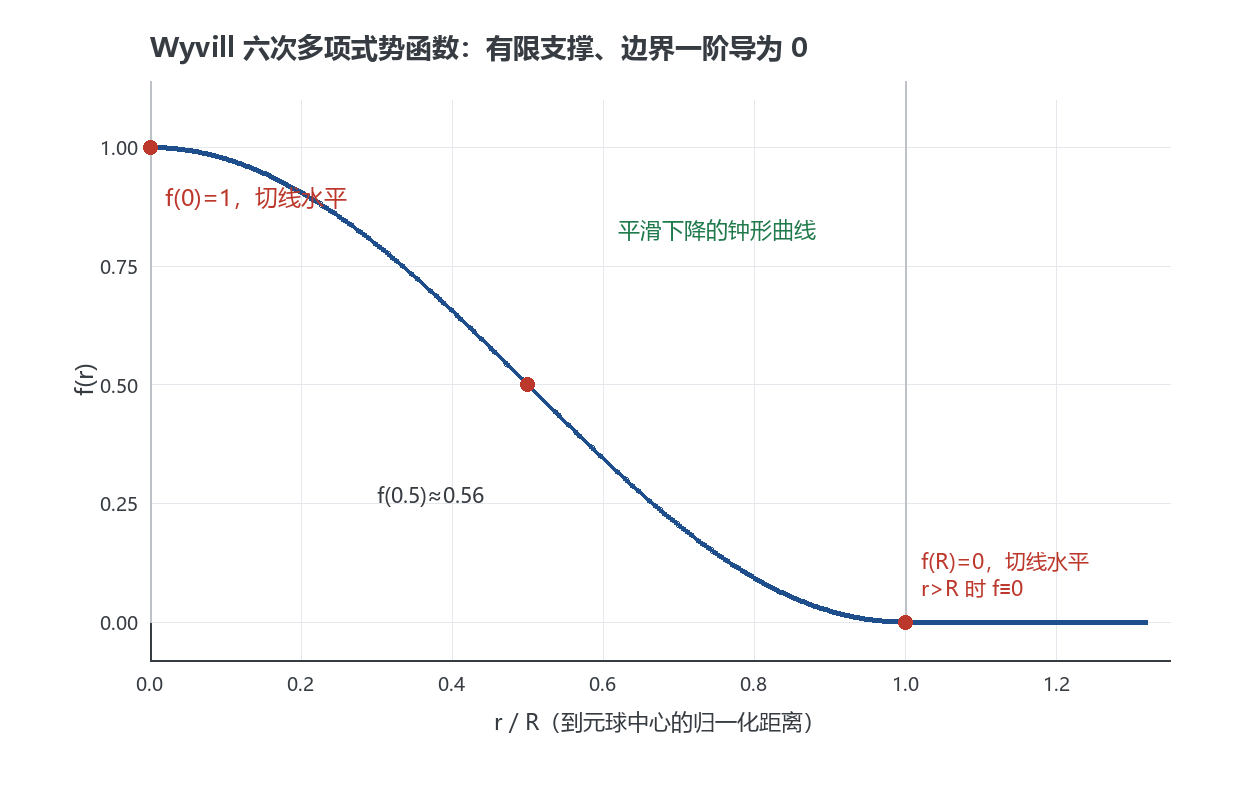 Wyvill 六次多项式势函数：有限支撑、边界一阶导为 0
1.00
f(0)=1，切线水平
平滑下降的钟形曲线
0.75
f(r)
0.50
f(0.5)≈0.56
0.25
f(R)=0，切线水平
r>R 时 f≡0
0.00
0.0 0.2 0.4 0.6 0.8 1.0 1.2
r / R（到元球中心的归一化距离）